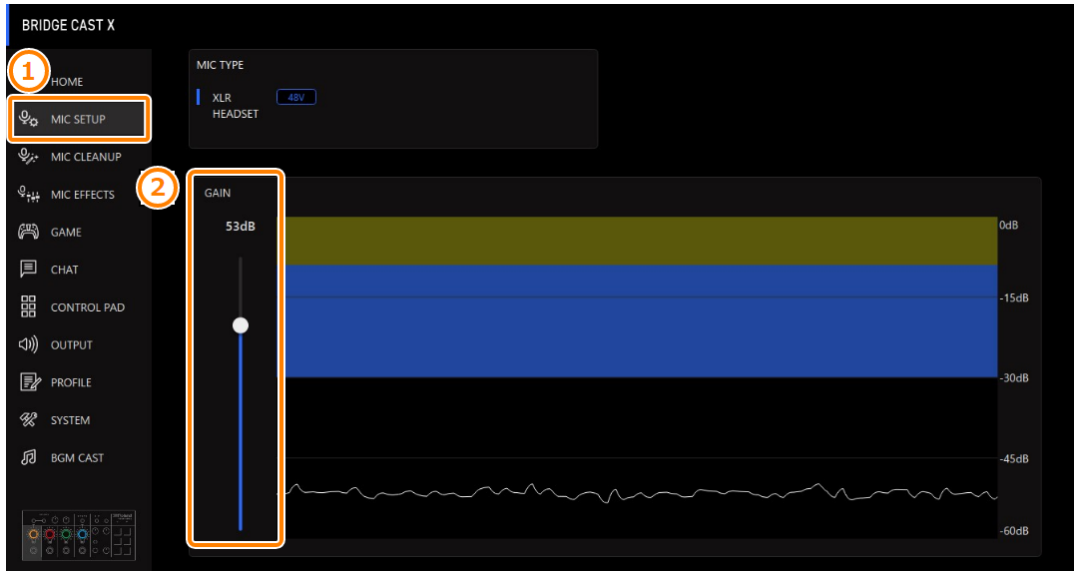 BRIDGE CAST X
1
HOME
MIC SETUP
MIC CLEANUP
MIC EFFECTS
GAME
CHAT
CONTROL PAD
OUTPUT
PROFILE
SYSTEM
BGM CAST
MIC TYPE
XLR
48V
HEADSET
2
GAIN
53dB
0dB
-15dB
-30dB
-45dB
-60dB